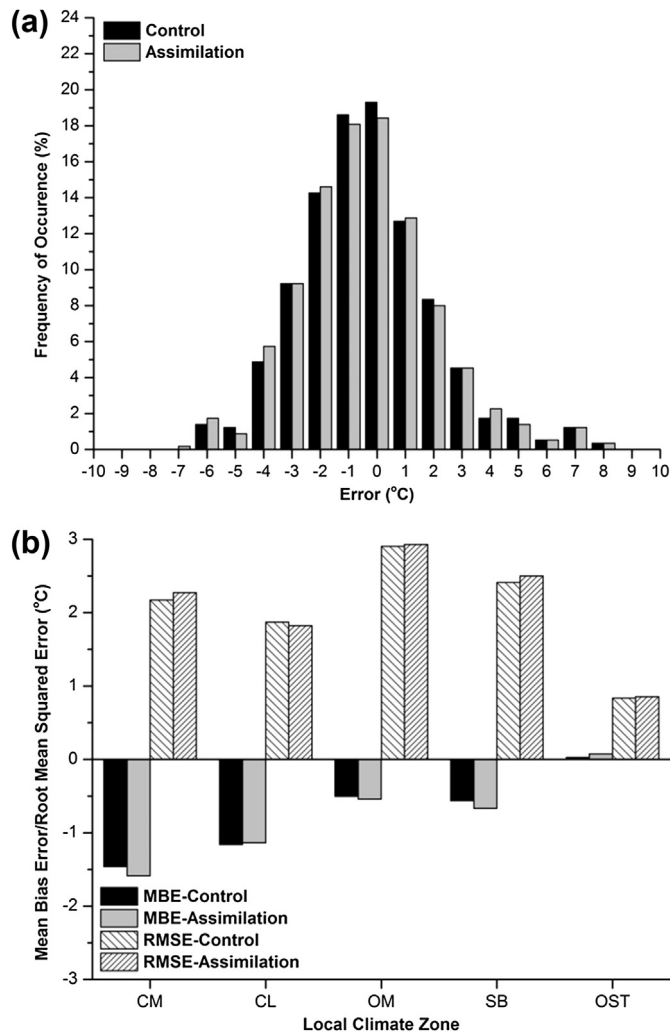 (a)
Control
Assimilation
24
22
20
18
16
14
12
10
8
6
4
2
0
Frequency of Occurence (%)
-10 -9 -8 -7 -6 -5 -4 -3 -2 -1 0 1 2 3 4 5 6 7 8 9 10
Error (°C)
(b)
3
2
1
0
-1
-2
-3
Mean Bias Error/Root Mean Squared Error (°C)
MBE-Control
MBE-Assimilation
RMSE-Control
RMSE-Assimilation
CM CL OM SB OST
Local Climate Zone